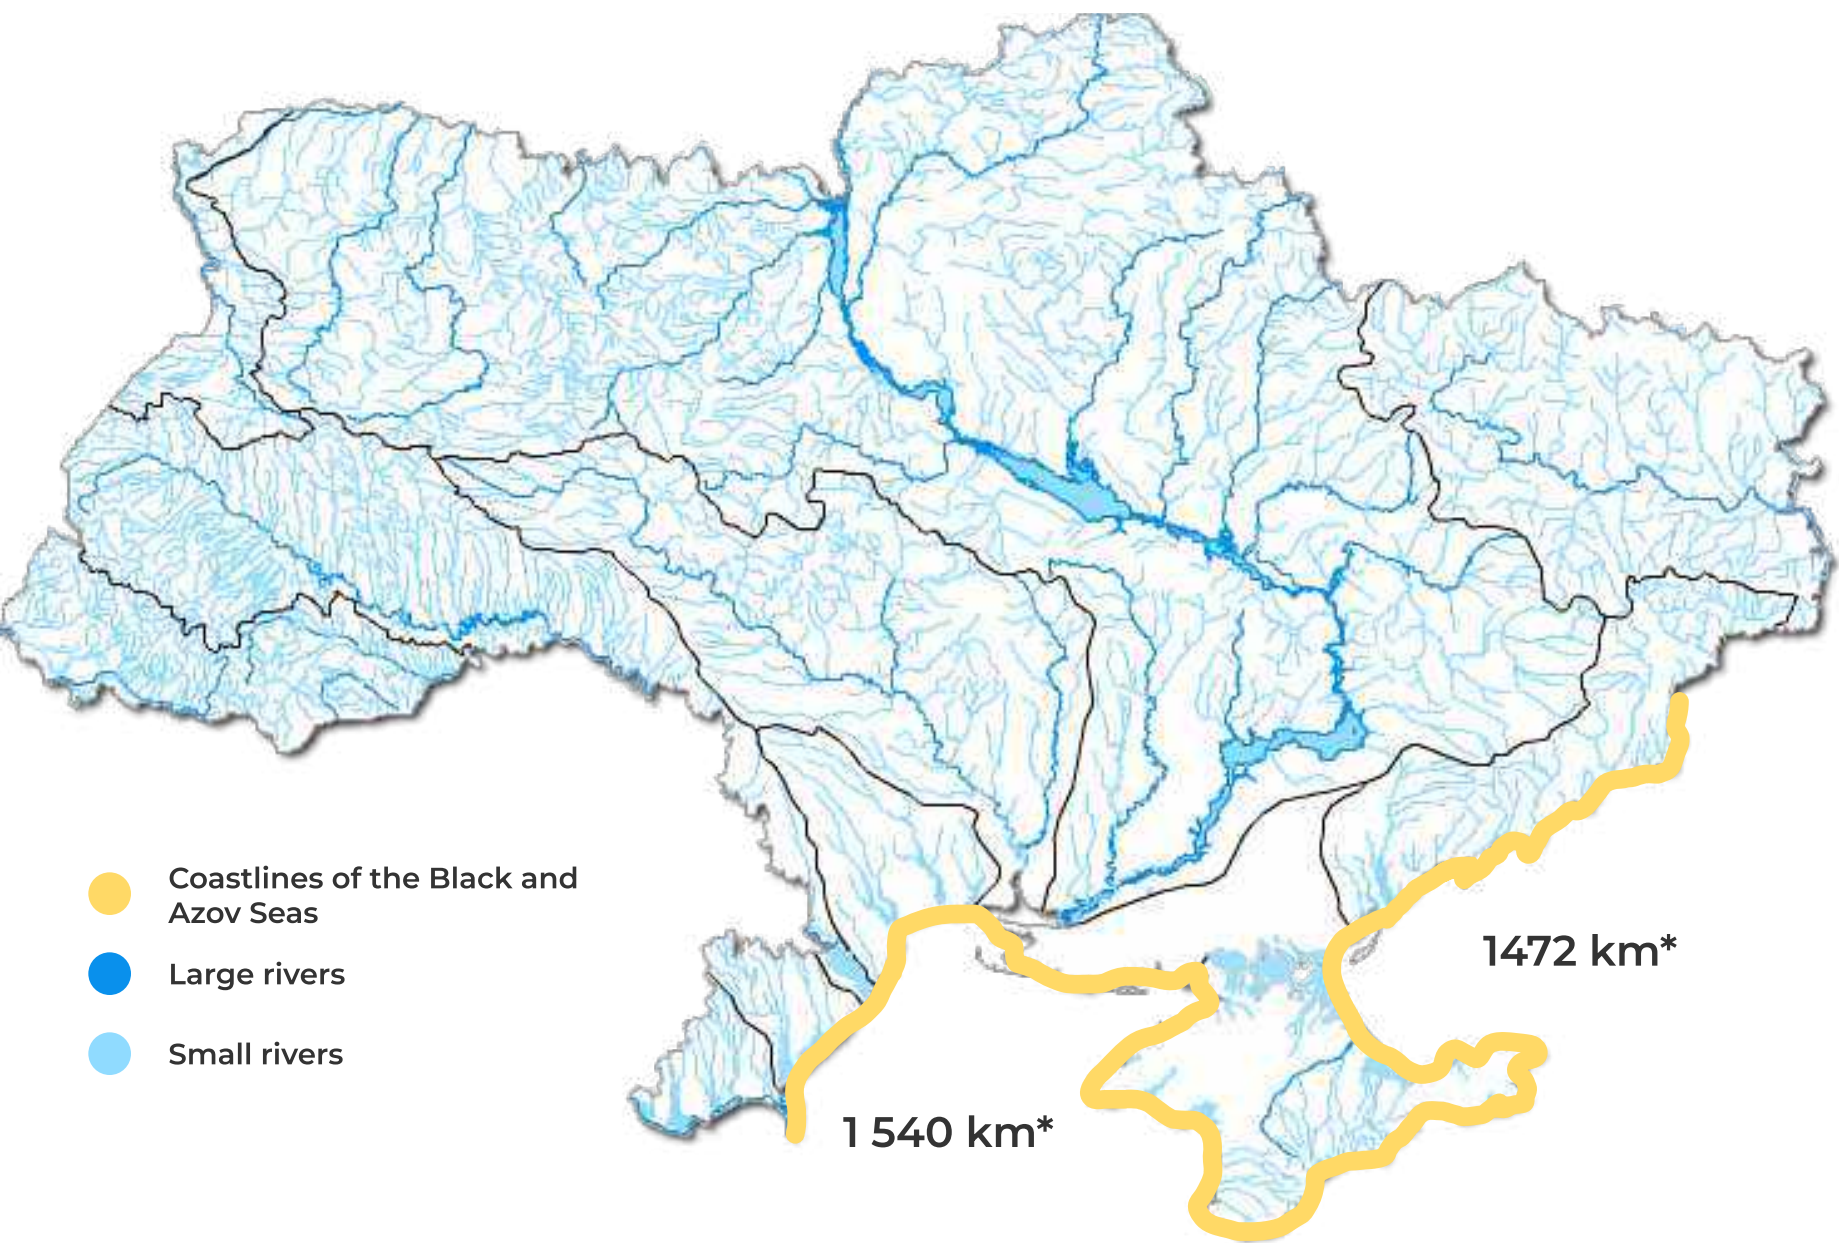 Coastlines of the Black and
Azov Seas
Large rivers
Small rivers
1472 km*
1 540 km*